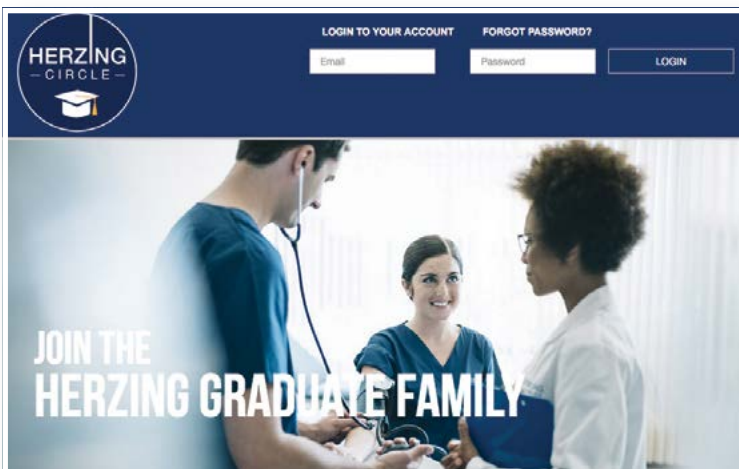 HERZING
CIRCLE
LOGIN TO YOUR ACCOUNT
FORGOT PASSWORD?
Email
Password
LOGIN
JOIN THE
HERZING GRADUATE FAMILY